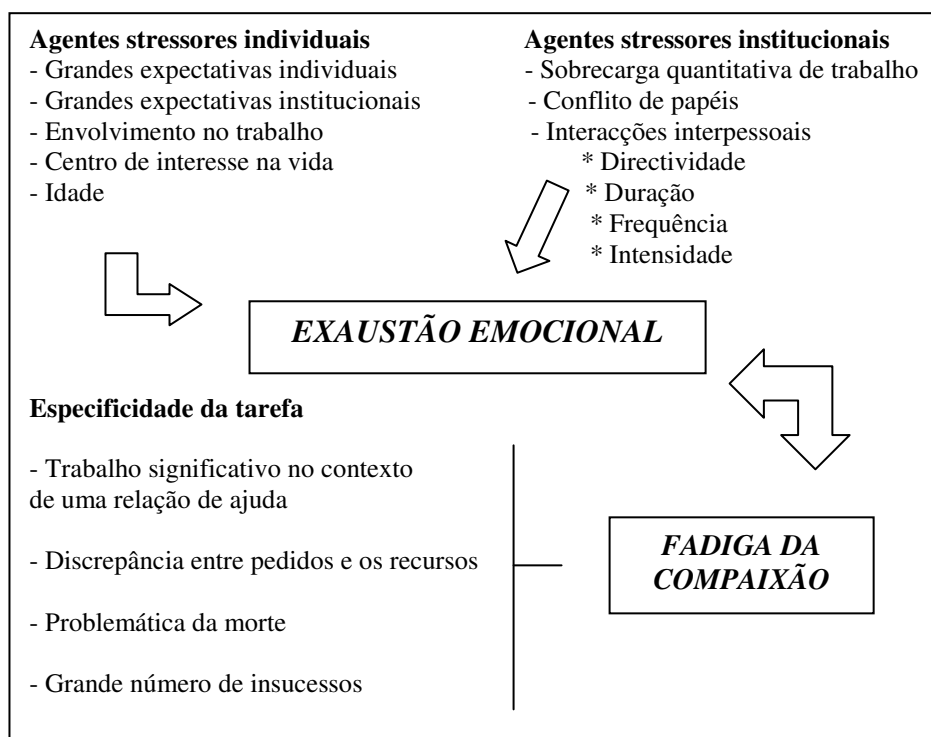 Agentes stressores individuais
- Grandes expectativas individuais
- Grandes expectativas institucionais
- Envolvimento no trabalho
- Centro de interesse na vida
- Idade
Agentes stressores institucionais
- Sobrecarga quantitativa de trabalho
- Conflito de papéis
- Interacções interpessoais
* Directividade
* Duração
* Frequência
* Intensidade
EXAUSTÃO EMOCIONAL
Especificidade da tarefa
- Trabalho significativo no contexto
de uma relação de ajuda
- Discrepância entre pedidos e os recursos
- Problemática da morte
- Grande número de insucessos
FADIGA DA
COMPAIXÃO